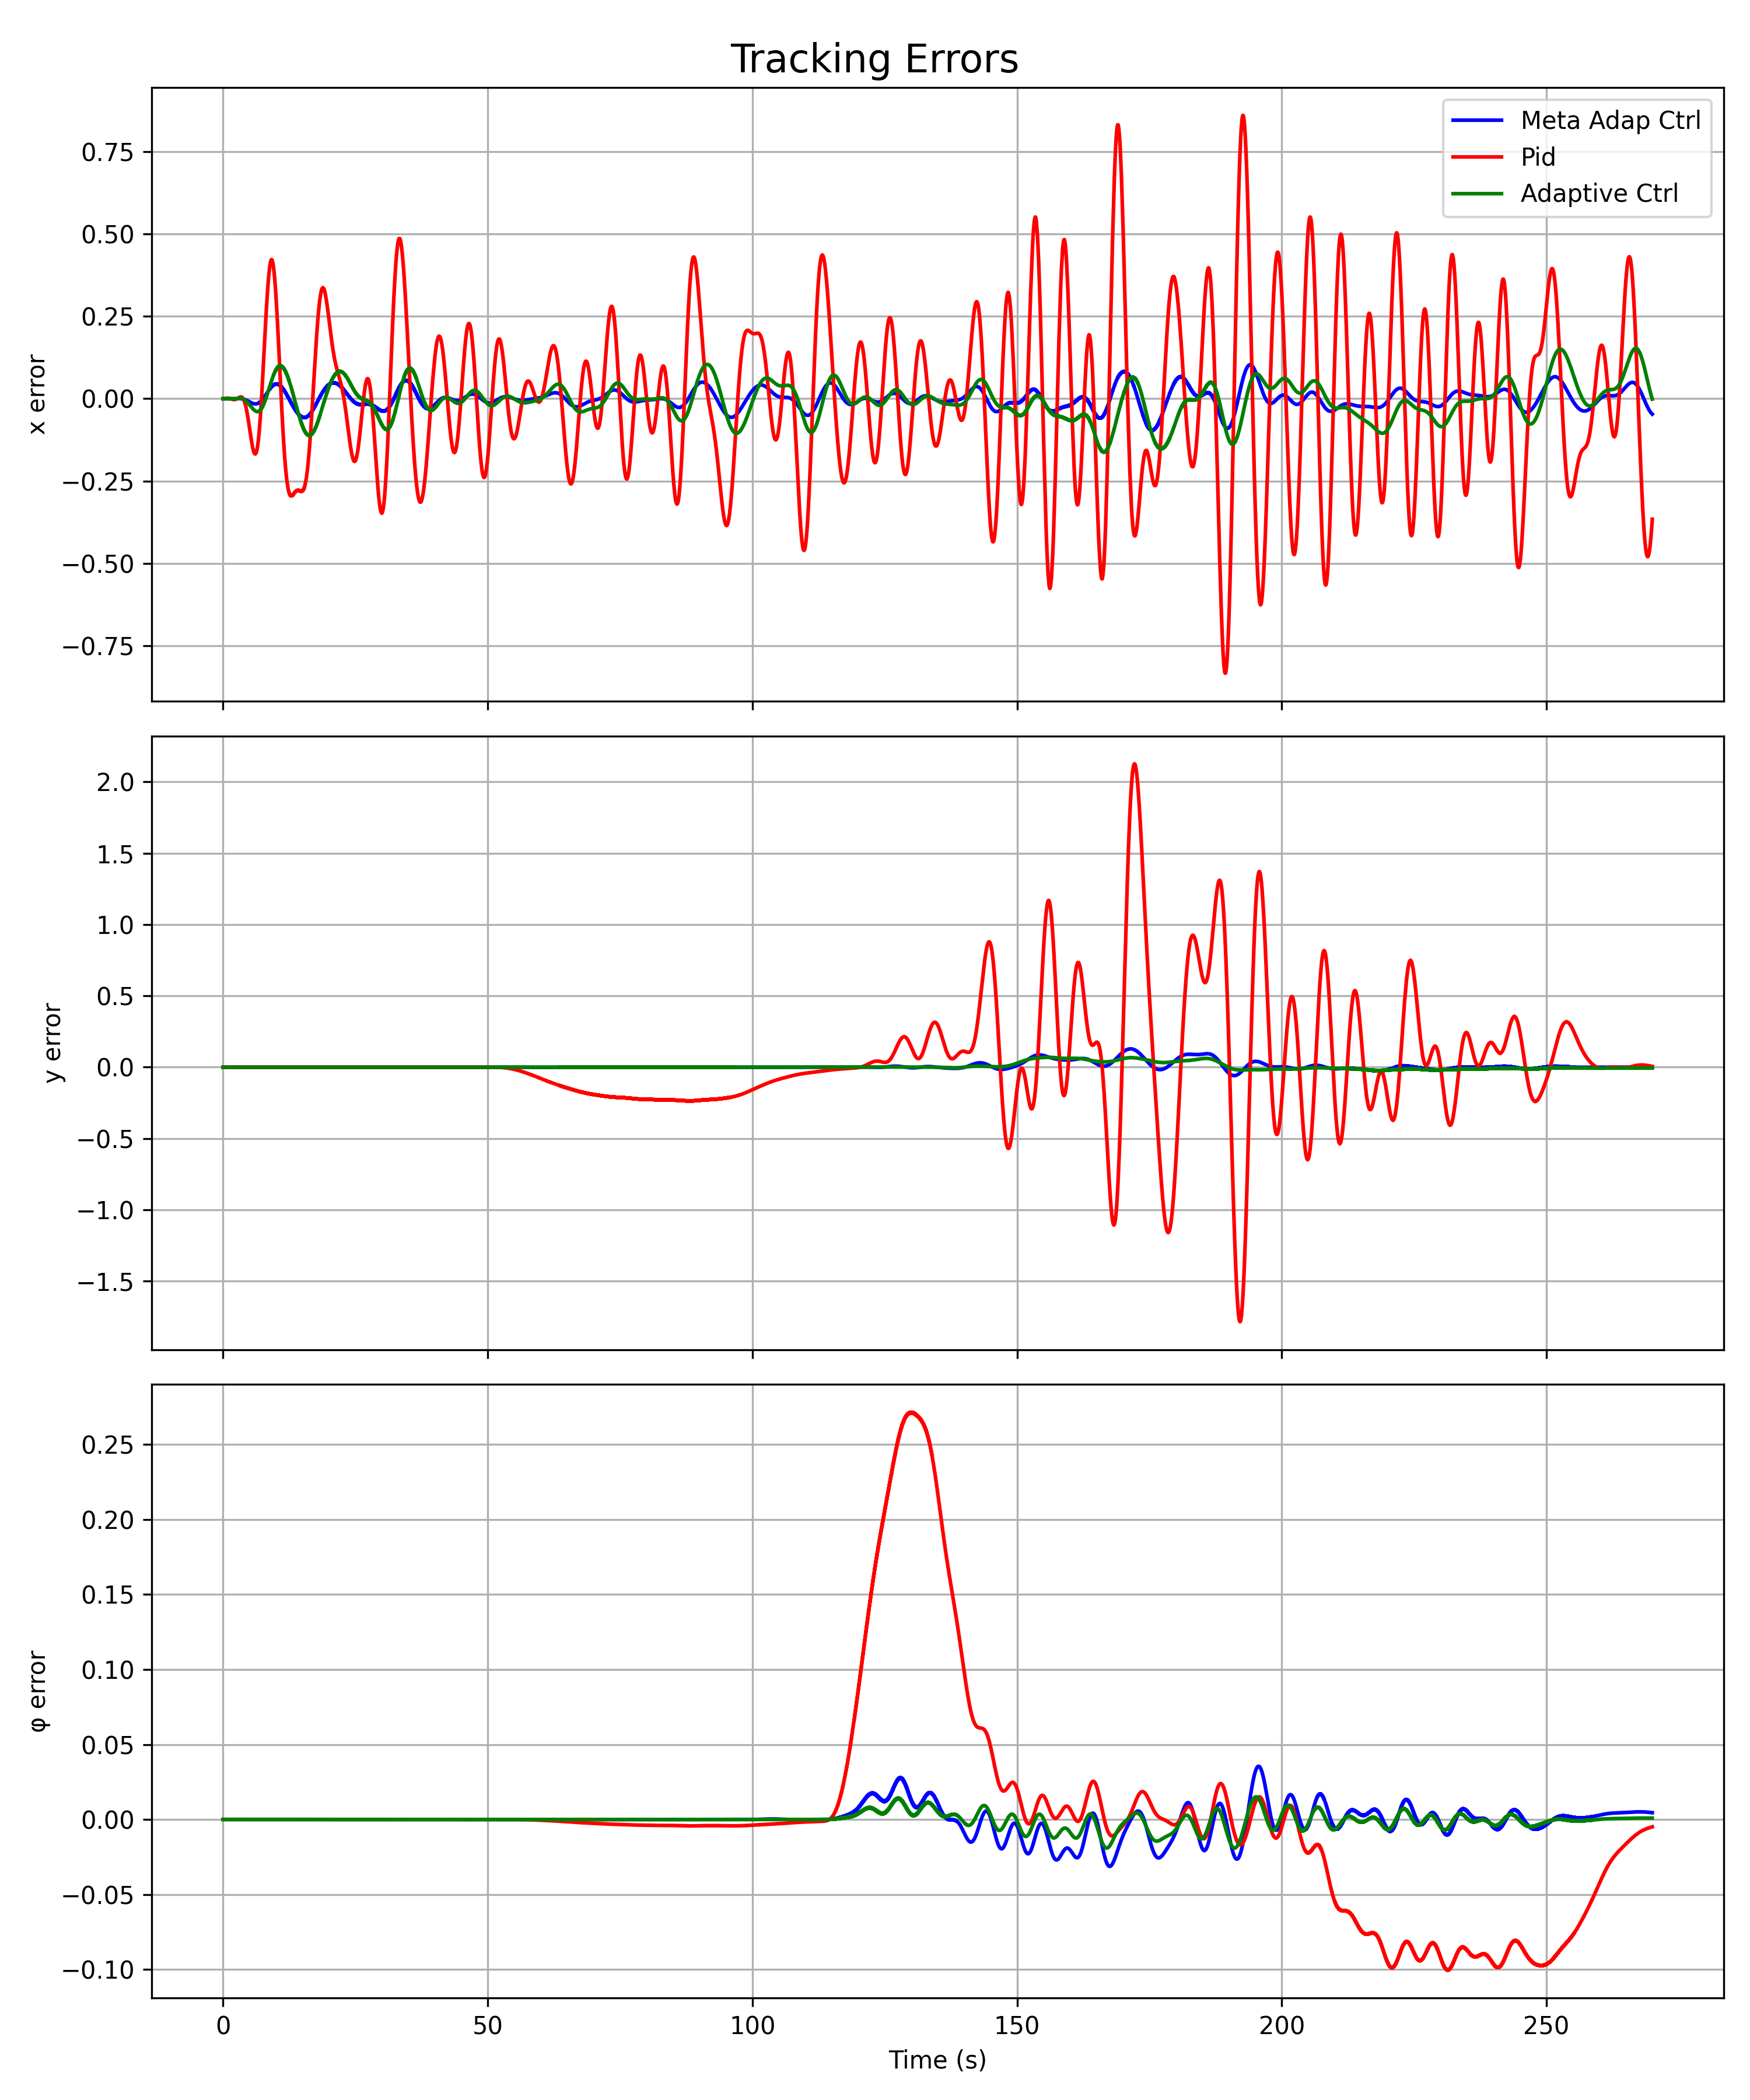 Tracking Errors
Meta Adap Ctrl
Pid
Adaptive Ctrl
x error
0.75
0.50
0.25
0.00
−0.25
−0.50
−0.75
y error
2.0
1.5
1.0
0.5
0.0
−0.5
−1.0
−1.5
φ error
0.25
0.20
0.15
0.10
0.05
0.00
−0.05
−0.10
0 50 100 150 200 250
Time (s)